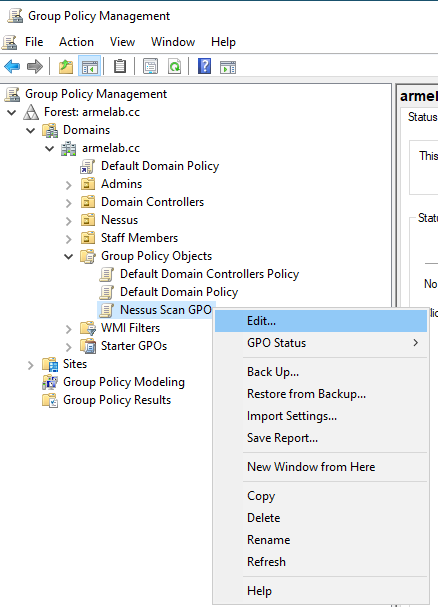 Group Policy Management
File Action View Window Help
Group Policy Management
Forest: armelab.cc
Domains
armelab.cc
Default Domain Policy
Admins
Domain Controllers
Nessus
Staff Members
Group Policy Objects
Default Domain Controllers Policy
Default Domain Policy
Nessus Scan GPO
WMI Filters
Starter GPOs
Sites
Group Policy Modeling
Group Policy Results
armel
Status
This
Statu
No
Edit...
GPO Status
Back Up...
Restore from Backup...
Import Settings...
Save Report...
New Window from Here
Copy
Delete
Rename
Refresh
Help